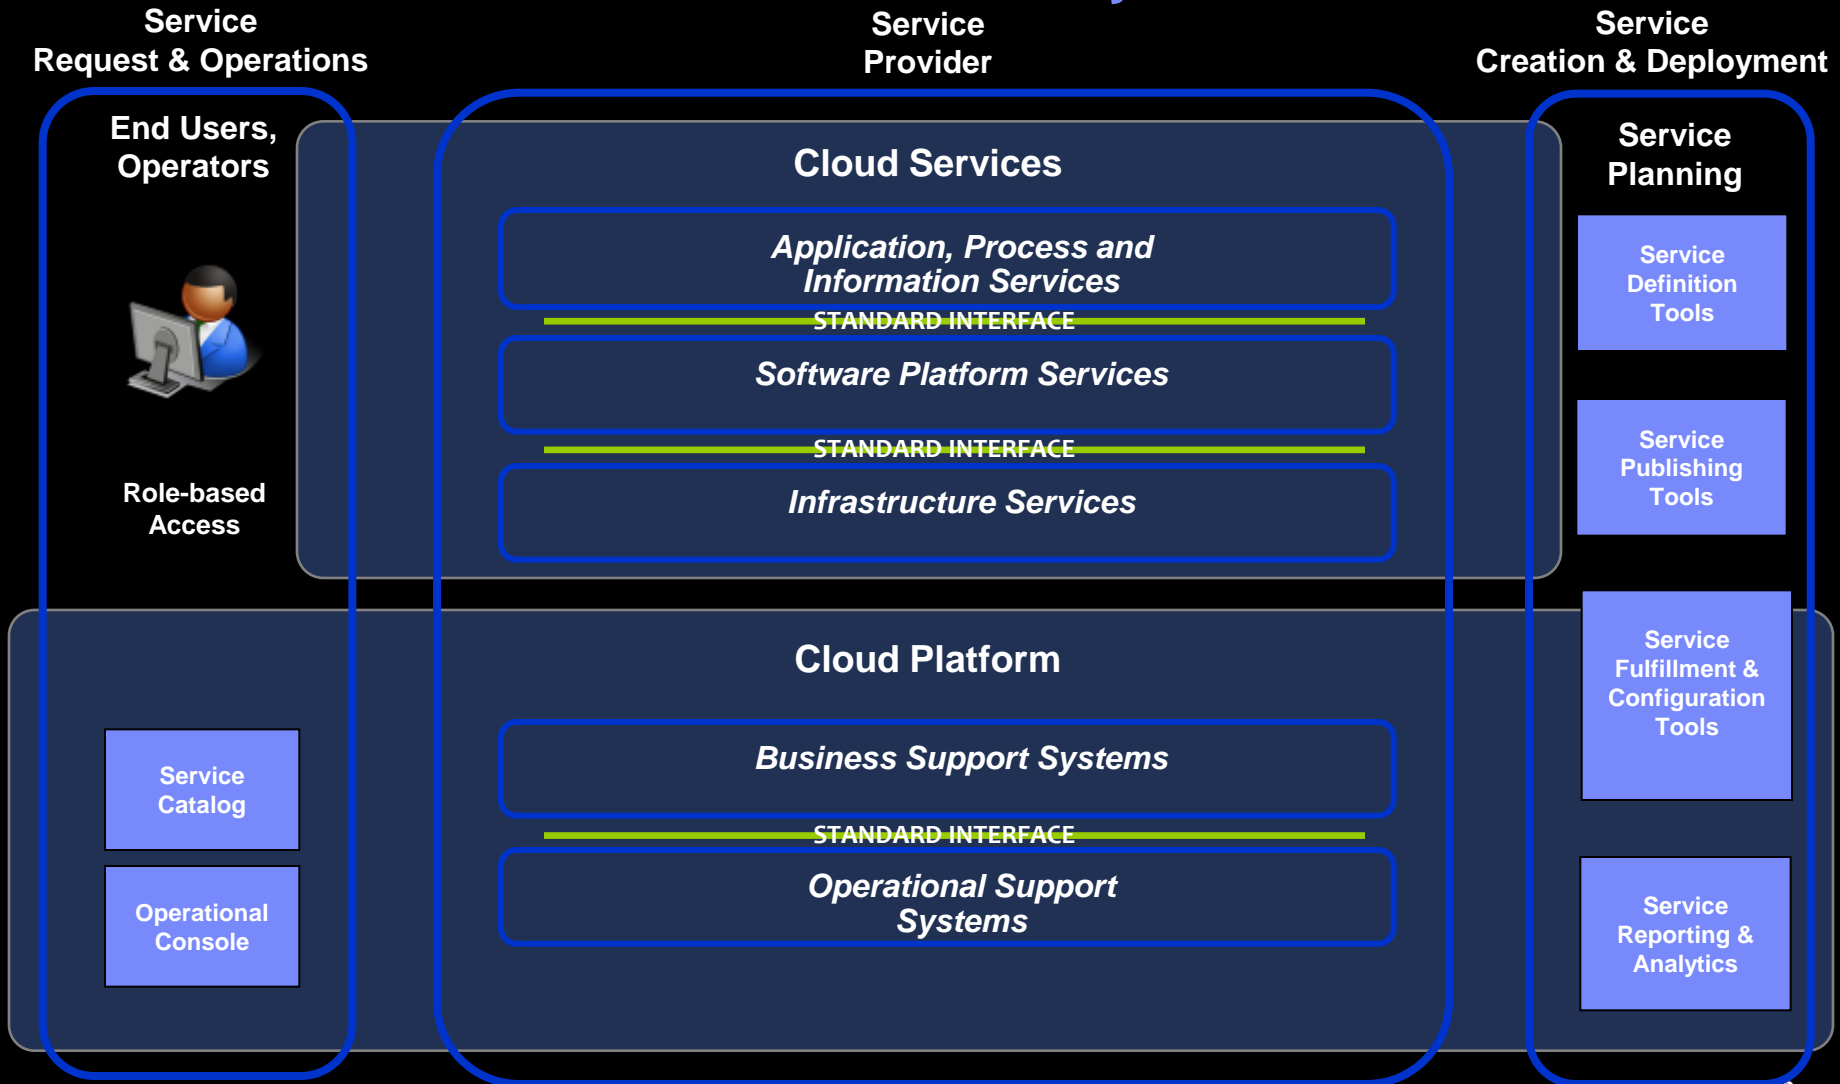 Service
Request & Operations
Service
Provider
Service
Creation & Deployment
End Users,
Operators
Role-based
Access
Service
Catalog
Operational
Console
Cloud Services
Application, Process and
Information Services
STANDARD INTERFACE
Software Platform Services
STANDARD INTERFACE
Infrastructure Services
Cloud Platform
Business Support Systems
STANDARD INTERFACE
Operational Support
Systems
Service
Planning
Service
Definition
Tools
Service
Publishing
Tools
Service
Fulfillment &
Configuration
Tools
Service
Reporting &
Analytics